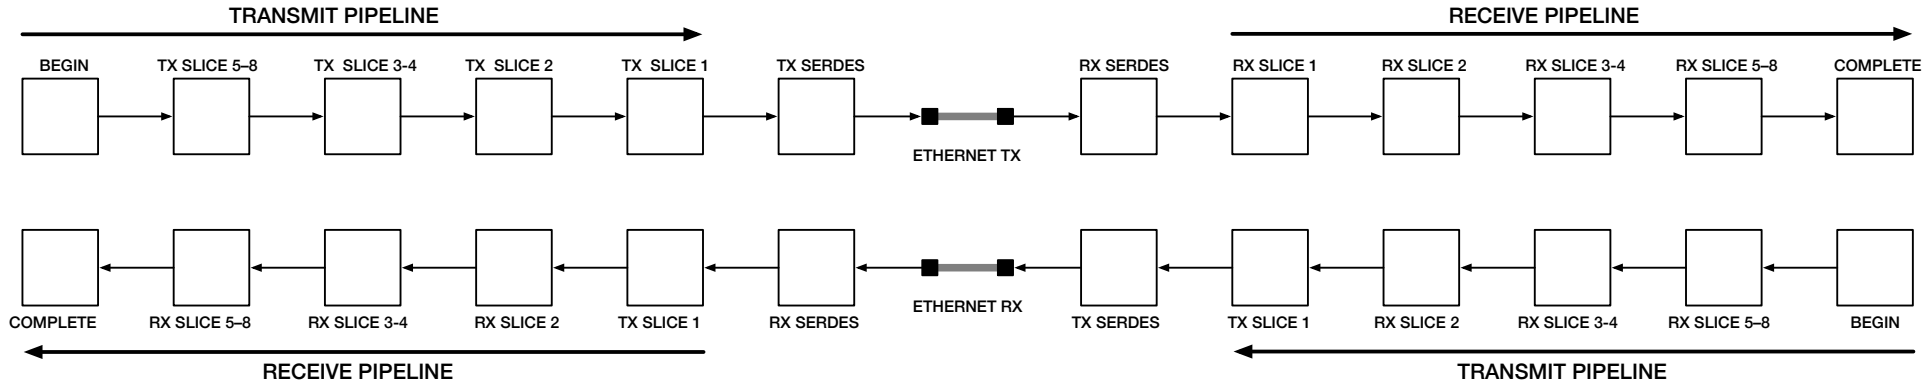 TRANSMIT PIPELINE
RECEIVE PIPELINE
BEGIN
TX SLICE 5–8
TX SLICE 3-4
TX SLICE 2
TX SLICE 1
TX SERDES
RX SERDES
RX SLICE 1
RX SLICE 2
RX SLICE 3-4
RX SLICE 5–8
COMPLETE
ETHERNET TX
ETHERNET RX
COMPLETE
RX SLICE 5–8
RX SLICE 3-4
RX SLICE 2
TX SLICE 1
RX SERDES
TX SERDES
TX SLICE 1
RX SLICE 2
RX SLICE 3-4
RX SLICE 5–8
BEGIN
RECEIVE PIPELINE
TRANSMIT PIPELINE